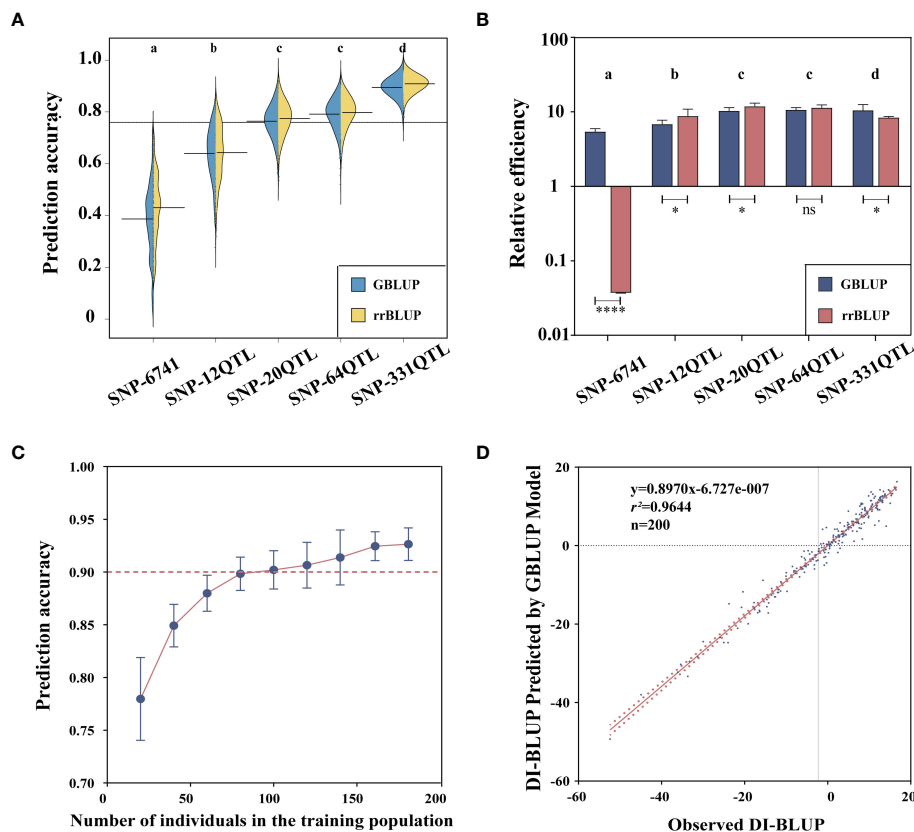 A
Prediction accuracy
1.0
0.8
0.6
0.4
0.2
0
a b c c d
GBLUP
rrBLUP
SNP-6741 SNP-12QTL SNP-20QTL SNP-64QTL SNP-331QTL
B
Relative efficiency
100
10
1
0.1
0.01
a b c c d
**** * * ns *
GBLUP
rrBLUP
SNP-6741 SNP-12QTL SNP-20QTL SNP-64QTL SNP-331QTL
C
Prediction accuracy
1.00
0.95
0.90
0.85
0.80
0.75
0.70
0 50 100 150 200
Number of individuals in the training population
D
DI-BLUP Predicted by GBLUP Model
20
0
-20
-40
-60
y=0.8970x-6.727e-007
r²=0.9644
n=200
-60 -40 -20 0 20
Observed DI-BLUP